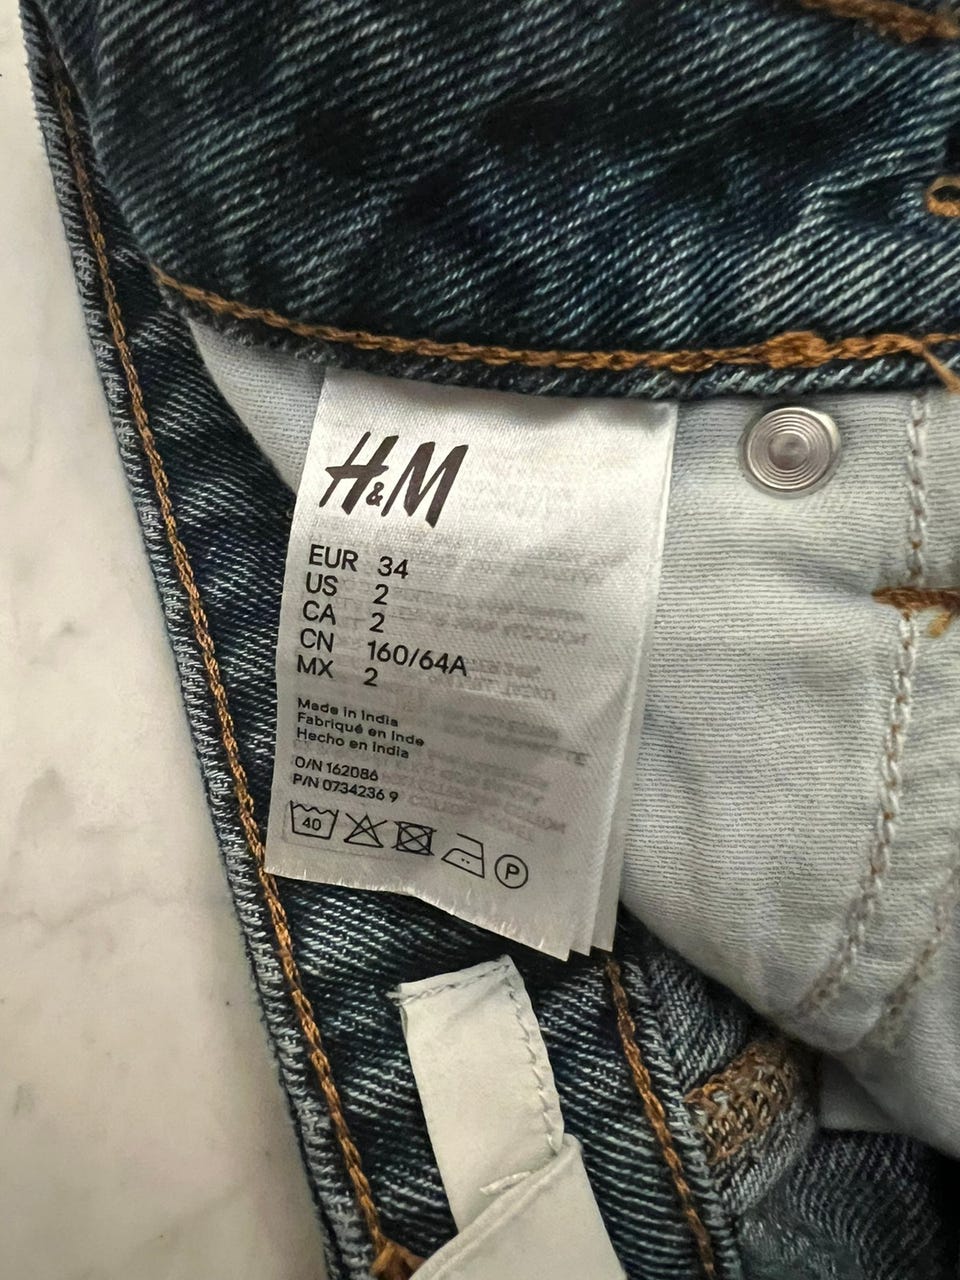 H&M
EUR 34
US 2
CA 2
CN 160/64A
MX 2
Made in India
Fabriqué en Inde
Hecho en India
O/N 162086
P/N 0734236 9
40 P